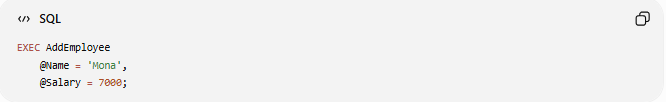 SQL
EXEC AddEmployee
    @Name = 'Mona',
    @Salary = 7000;